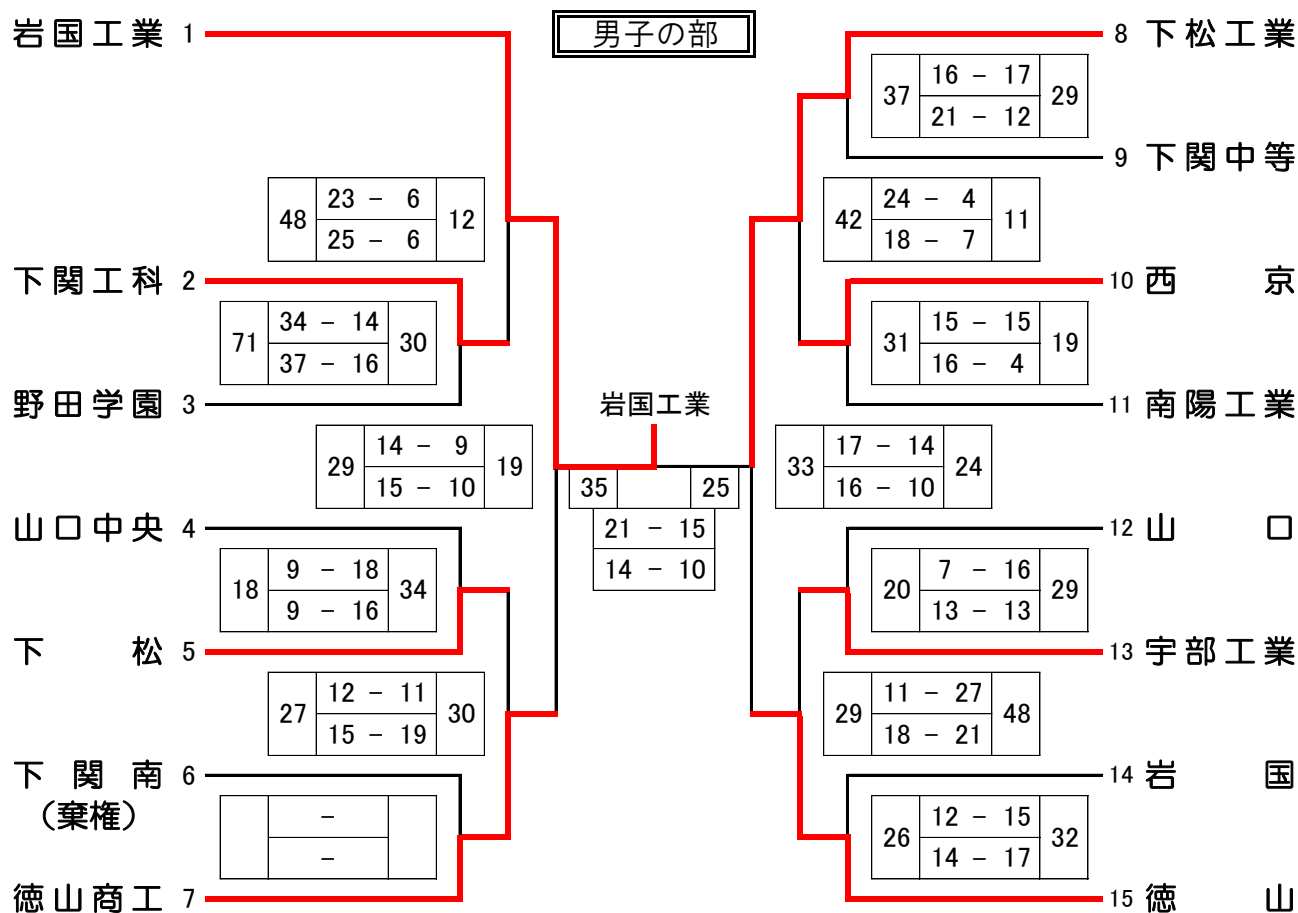 男子の部
岩国工業 1
48 23 - 6 12
25 - 6
下関工科 2
71 34 - 14 30
37 - 16
野田学園 3
29 14 - 9 19
15 - 10
山口中央 4
18 9 - 18 34
9 - 16
下松 5
27 12 - 11 30
15 - 19
下関南 6
（棄権）
-
-
徳山商工 7
岩国工業
35 25
21 - 15
14 - 10
8 下松工業
37 16 - 17 29
21 - 12
9 下関中等
42 24 - 4 11
18 - 7
10 西京
31 15 - 15 19
16 - 4
11 南陽工業
33 17 - 14 24
16 - 10
12 山口
20 7 - 16 29
13 - 13
13 宇部工業
29 11 - 27 48
18 - 21
14 岩国
26 12 - 15 32
14 - 17
15 徳山